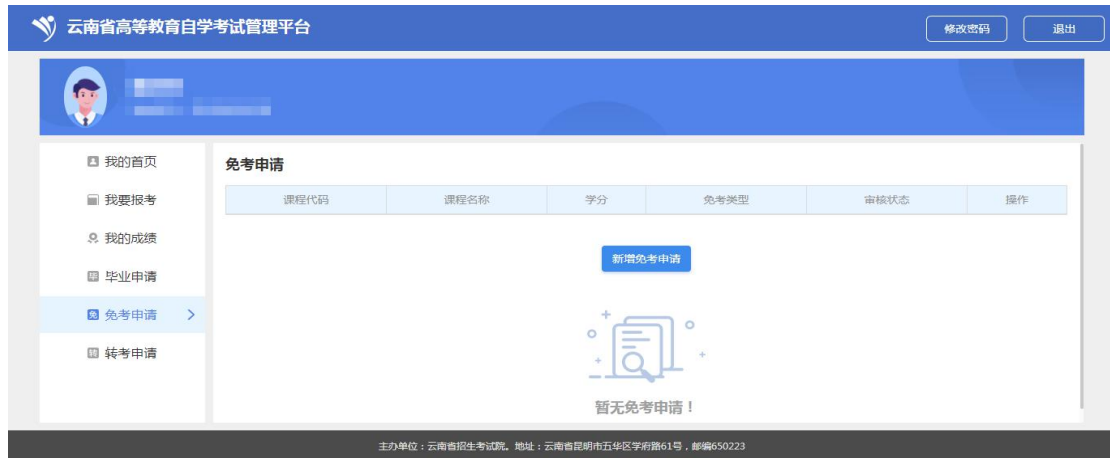 云南省高等教育自学考试管理平台
修改密码
退出
我的首页
我要报考
我的成绩
毕业申请
免考申请
转考申请
免考申请
课程代码 课程名称 学分 免考类型 审核状态 操作
新增免考申请
暂无免考申请！
主办单位：云南省招生考试院。地址：云南省昆明市五华区学府路61号，邮编650223